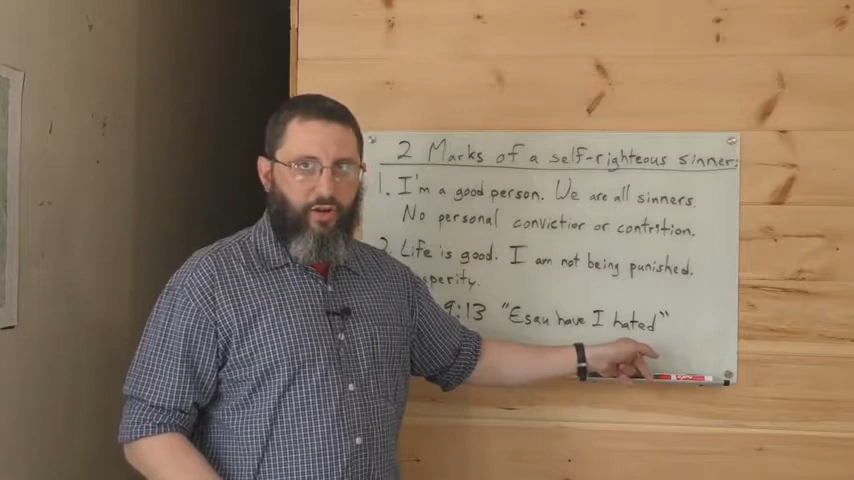 2 Marks of a self-righteous sinner:
1. I'm a good person. We are all sinners.
No personal conviction or contrition.
2. Life is good. I am not being punished.
9:13 "Esau have I hated"